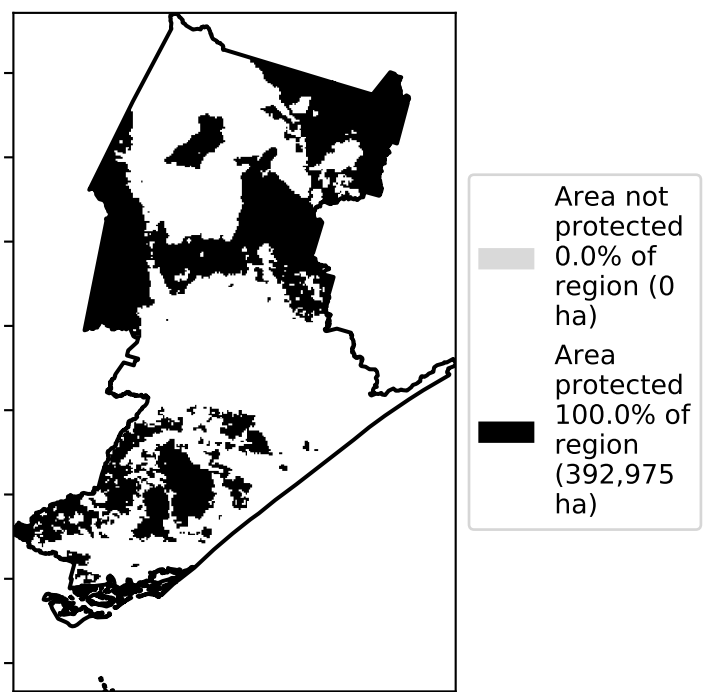 Area not
protected
0.0% of
region (0
ha)
Area
protected
100.0% of
region
(392,975
ha)